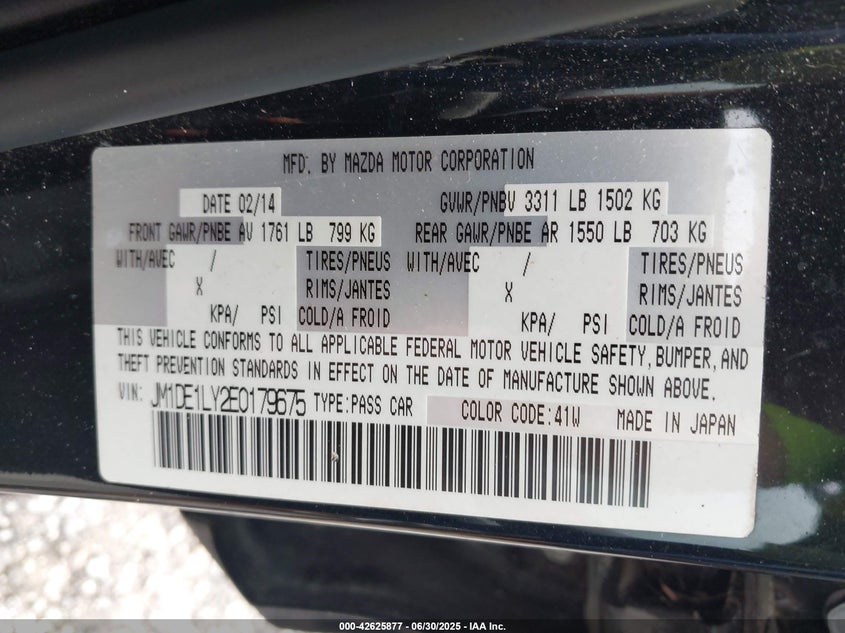 MFD. BY MAZDA MOTOR CORPORATION
DATE 02/14 GVWR/PNBV 3311 LB 1502 KG
FRONT GAWR/PNBE AV 1761 LB 799 KG REAR GAWR/PNBE AR 1550 LB 703 KG
WITH/AVEC / TIRES/PNEUS WITH/AVEC / TIRES/PNEUS
X RIMS/JANTES X RIMS/JANTES
KPA/ PSI COLD/A FROID KPA/ PSI COLD/A FROID
THIS VEHICLE CONFORMS TO ALL APPLICABLE FEDERAL MOTOR VEHICLE SAFETY, BUMPER, AND
THEFT PREVENTION STANDARDS IN EFFECT ON THE DATE OF MANUFACTURE SHOWN ABOVE.
VIN: JM1DE1LY2E0179675 TYPE:PASS CAR COLOR CODE:41W MADE IN JAPAN
000-42625877 - 06/30/2025 - IAA Inc.